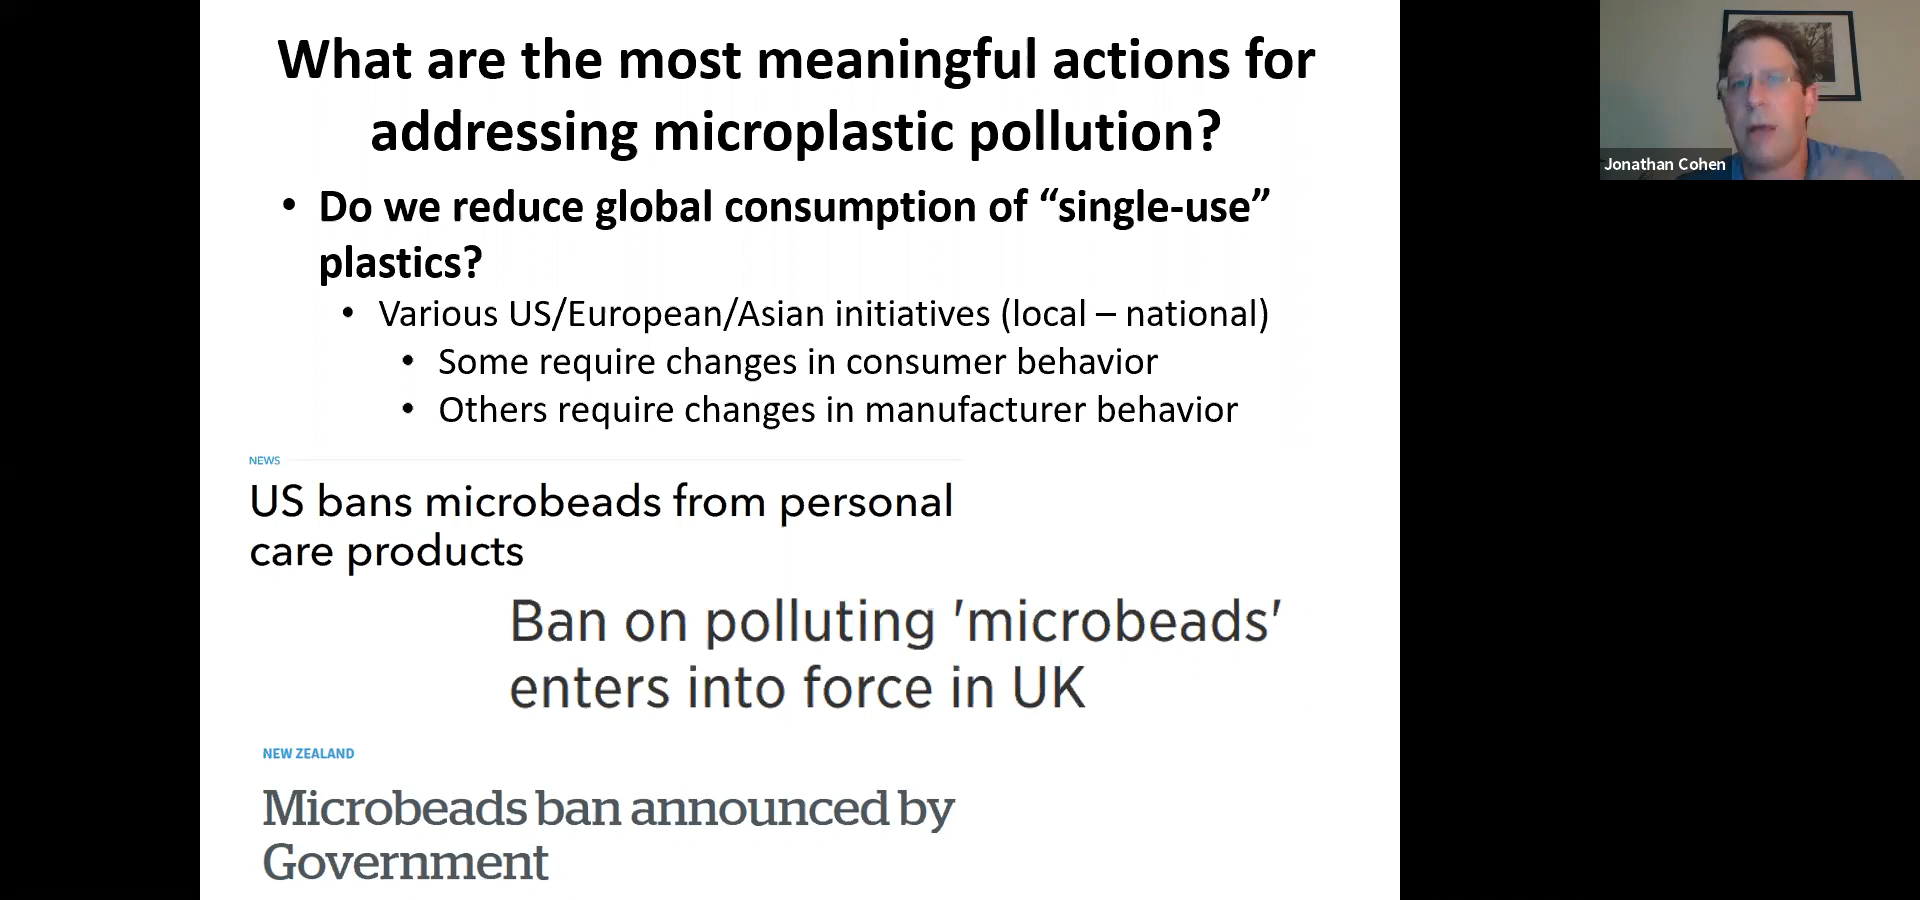 What are the most meaningful actions for
addressing microplastic pollution?
• Do we reduce global consumption of “single-use”
plastics?
• Various US/European/Asian initiatives (local – national)
• Some require changes in consumer behavior
• Others require changes in manufacturer behavior
NEWS
US bans microbeads from personal
care products
Ban on polluting 'microbeads'
enters into force in UK
NEW ZEALAND
Microbeads ban announced by
Government
Jonathan Cohen